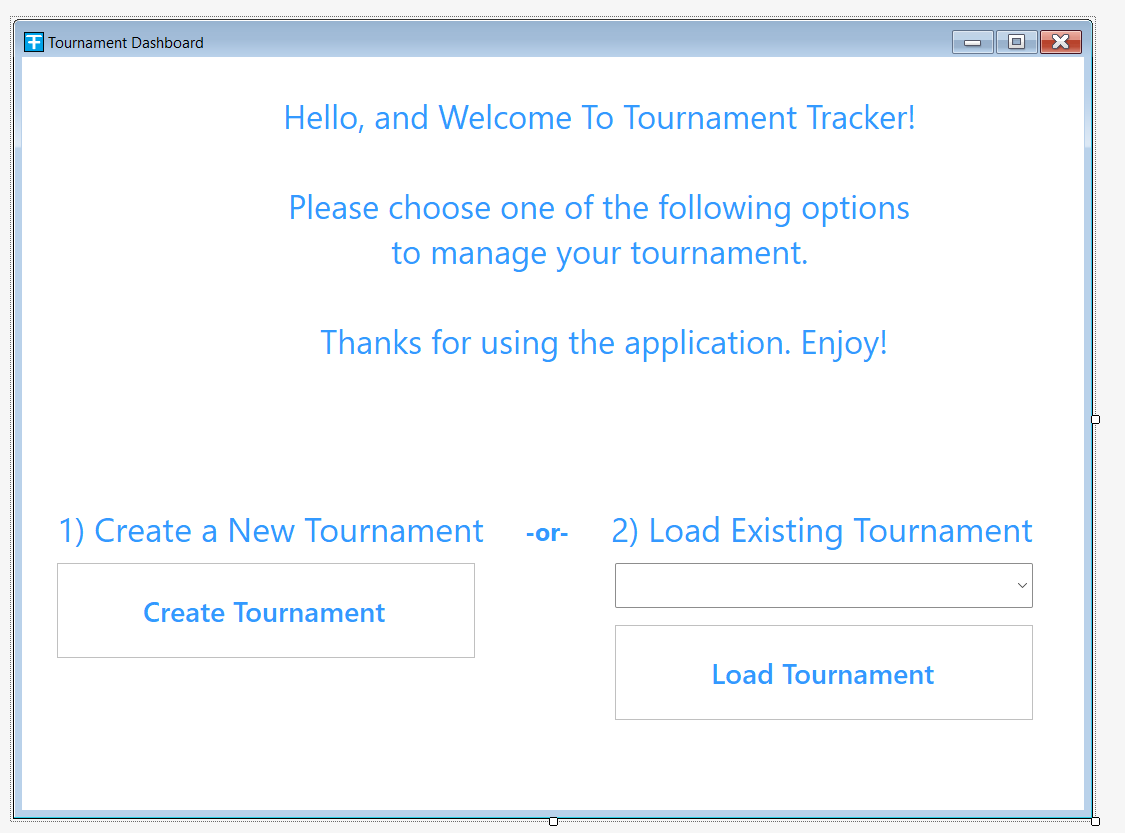 Tournament Dashboard
Hello, and Welcome To Tournament Tracker!
Please choose one of the following options
to manage your tournament.
Thanks for using the application. Enjoy!
1) Create a New Tournament
-or-
2) Load Existing Tournament
Create Tournament
Load Tournament